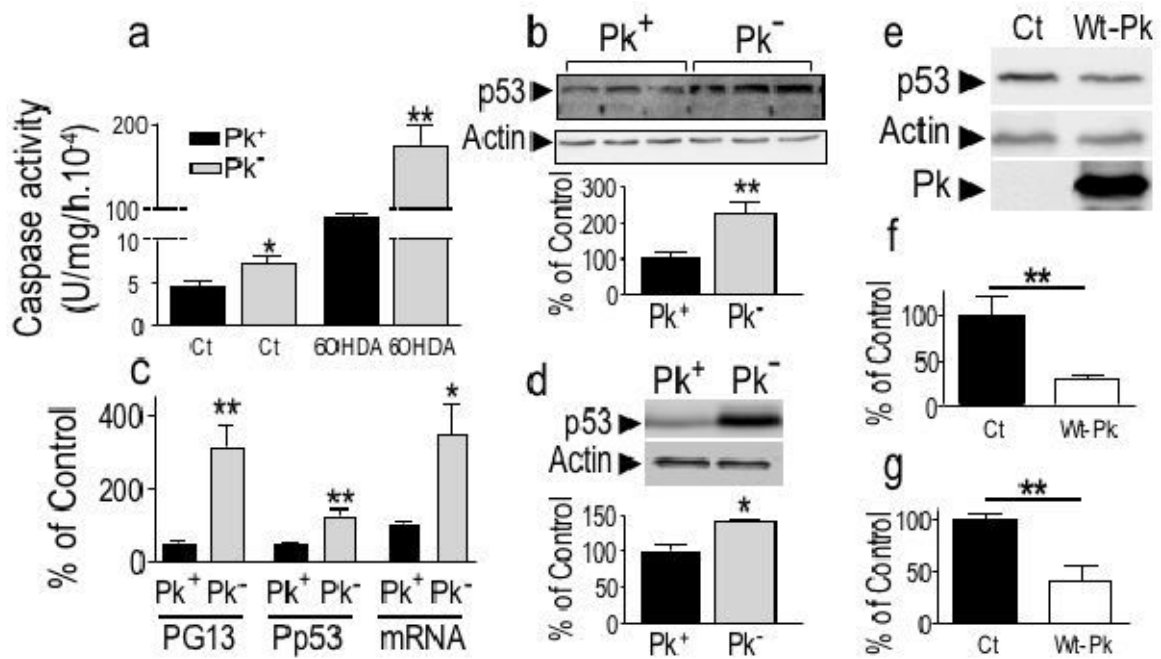 a
Caspase activity
(U/mg/h.10-4)
200
100
10
5
0
Pk+
Pk-
*
**
Ct Ct 6OHDA 6OHDA
b
Pk+ Pk-
p53
Actin
% of Control
300
200
100
0
**
Pk+ Pk-
c
% of Control
400
200
0
** ** *
Pk+ Pk- Pk+ Pk- Pk+ Pk-
PG13 Pp53 mRNA
d
Pk+ Pk-
p53
Actin
% of Control
150
100
50
0
*
Pk+ Pk-
e
Ct Wt-Pk
p53
Actin
Pk
f
% of Control
100
50
0
**
Ct Wt-Pk
g
% of Control
100
50
0
**
Ct Wt-Pk